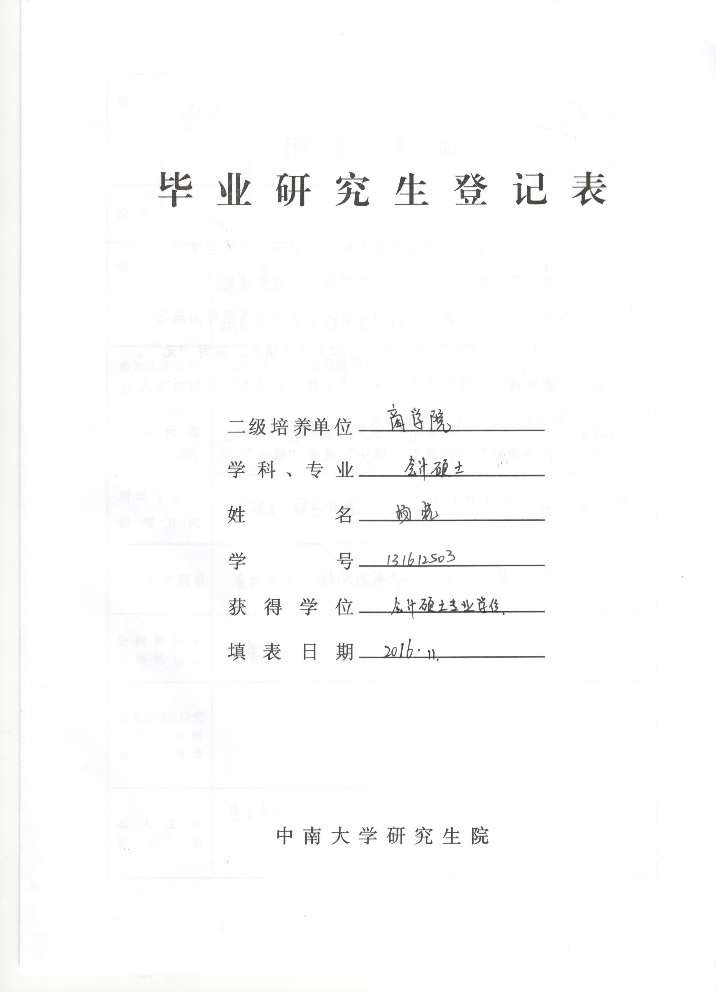 毕业研究生登记表
二级培养单位 商学院
学科、专业 会计硕士
姓名 杨
学号 131612503
获得学位 会计硕士专业学位.
填表日期 2016.11.
中南大学研究生院